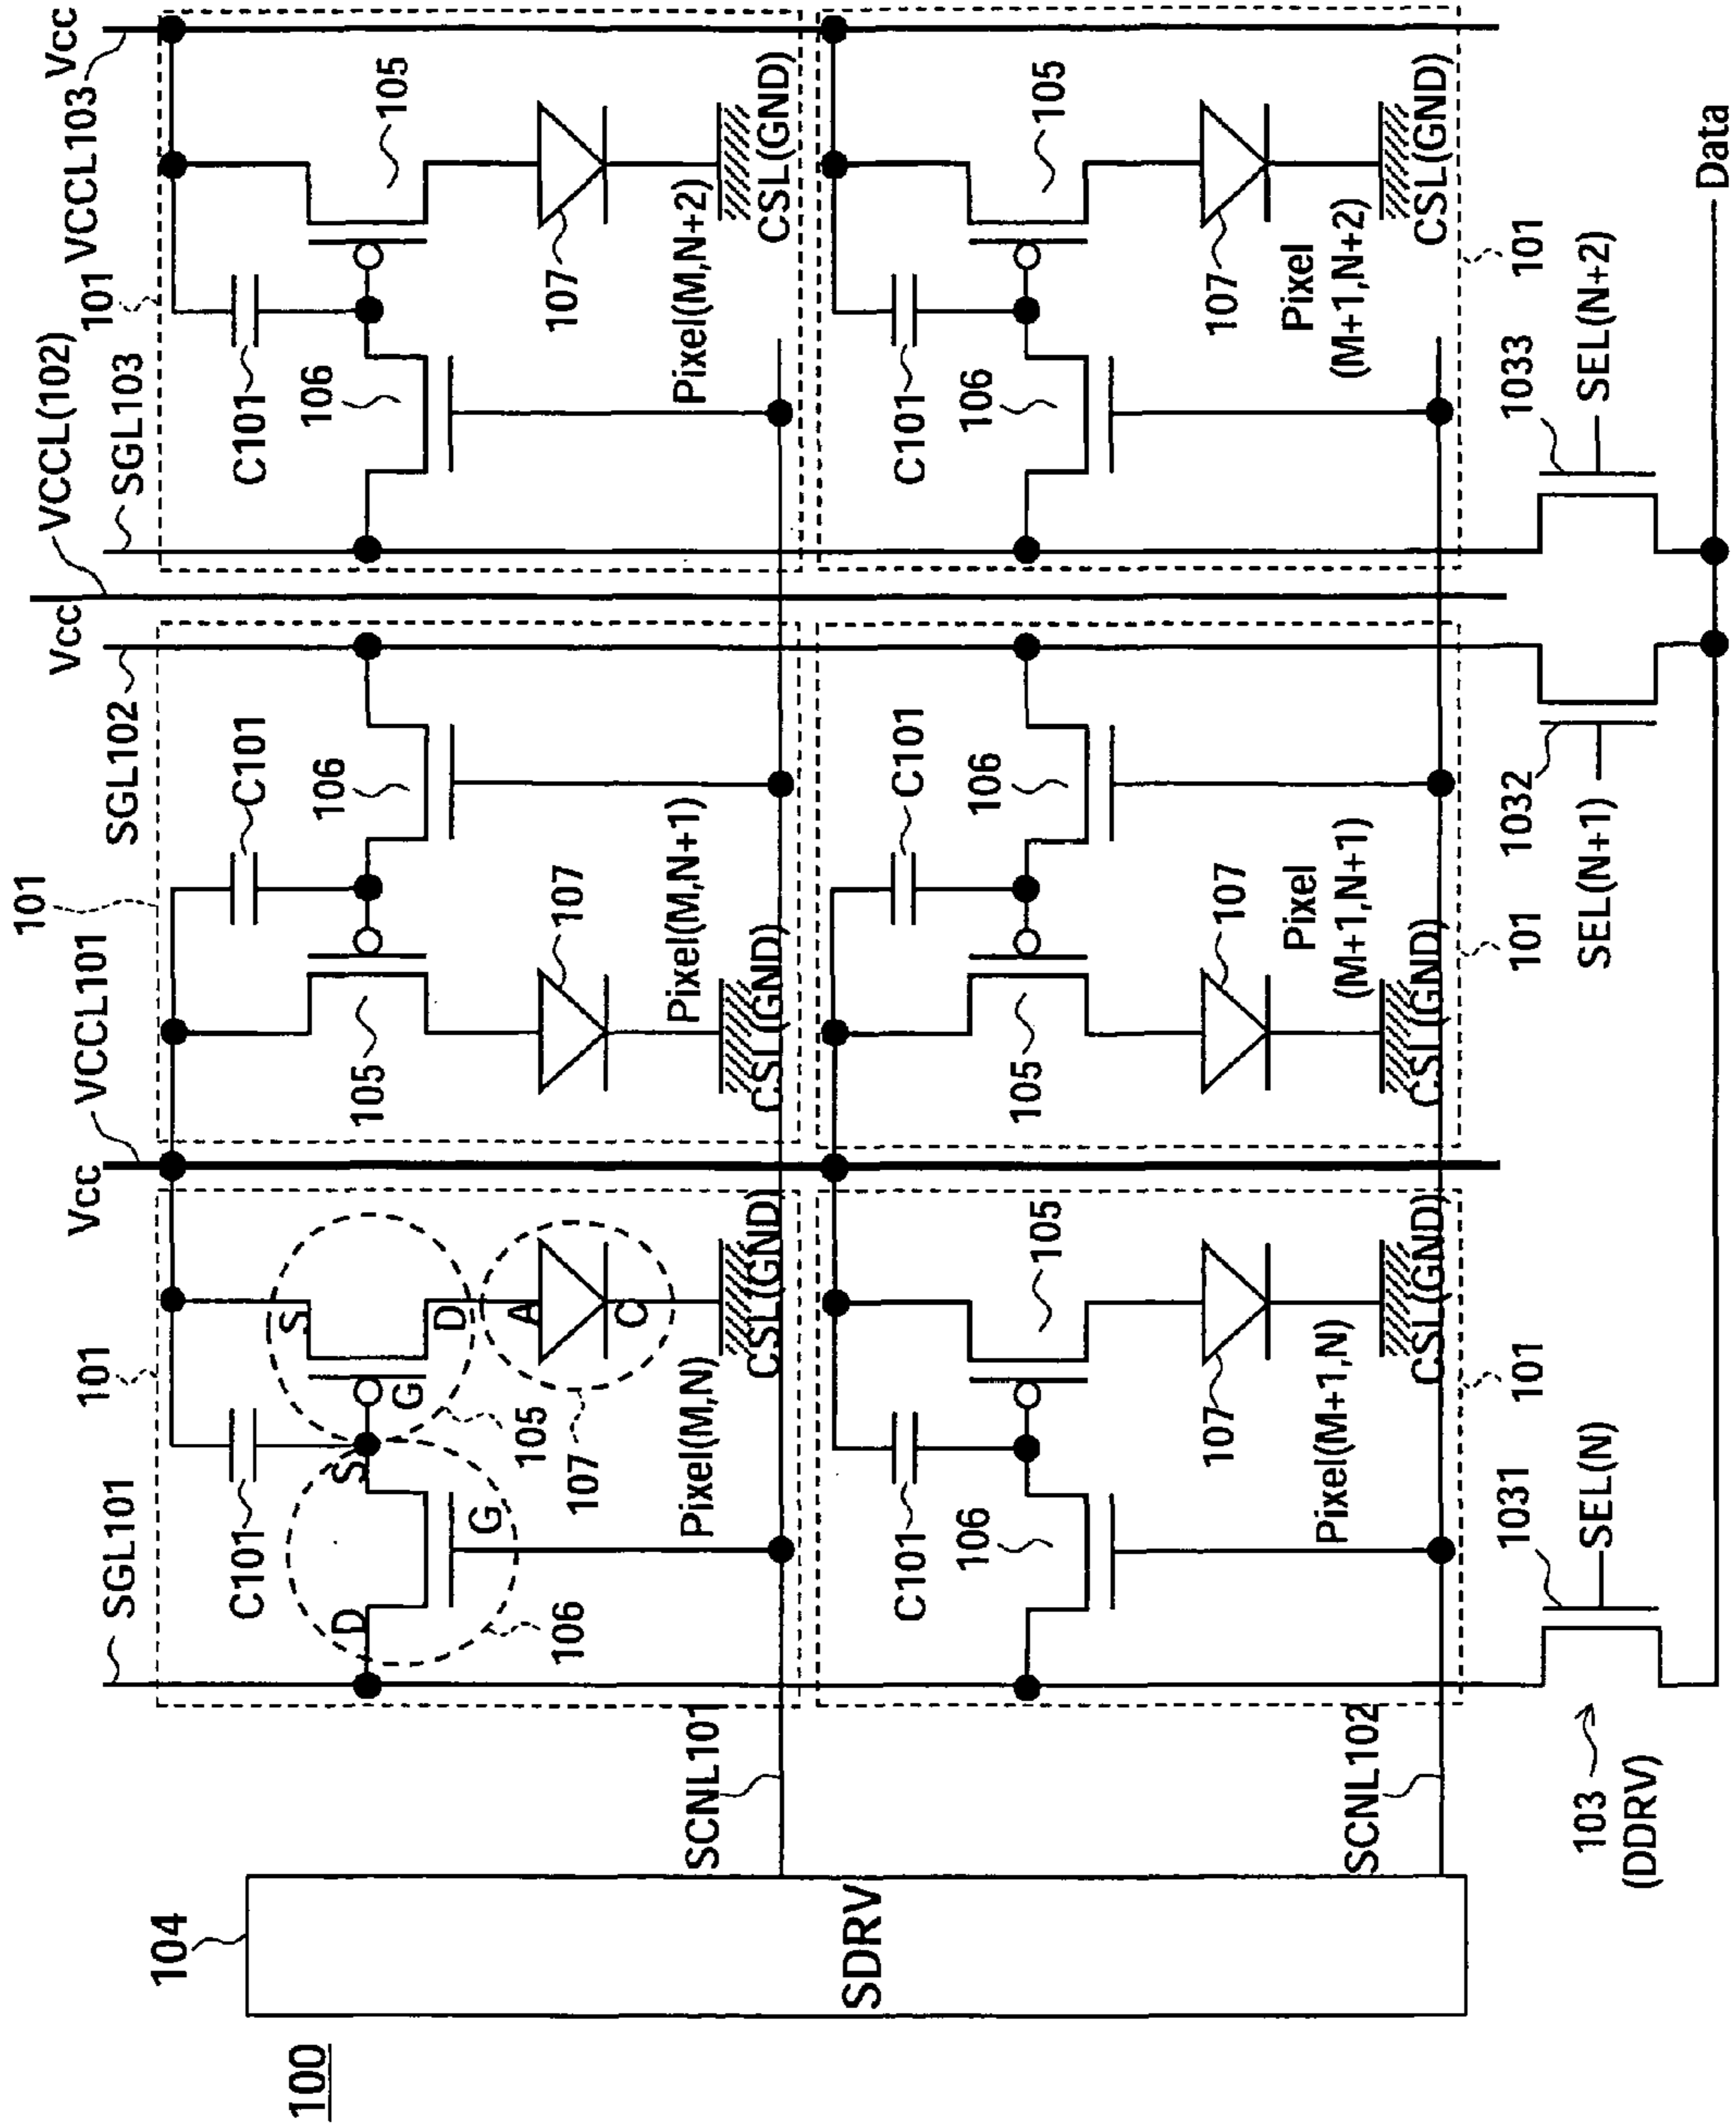 100
104
SDRV
SCNL101
SCNL102
103
(DDRV)
SGL101
101
Vcc
VCCL101
101
SGL102
Vcc
VCCL(102)
SGL103
101
VCCL103
Vcc
C101
D
S
G
106
S
G
D
105
A
C
107
Pixel(M,N)
CSL(GND)
C101
106
105
107
Pixel(M,N+1)
CSL(GND)
C101
106
105
107
Pixel(M,N+2)
CSL(GND)
C101
106
105
107
Pixel(M+1,N)
CSL(GND)
101
C101
106
105
107
Pixel
(M+1,N+1)
CSL(GND)
101
C101
106
105
107
Pixel
(M+1,N+2)
CSL(GND)
101
1031
SEL(N)
1032
SEL(N+1)
1033
SEL(N+2)
Data